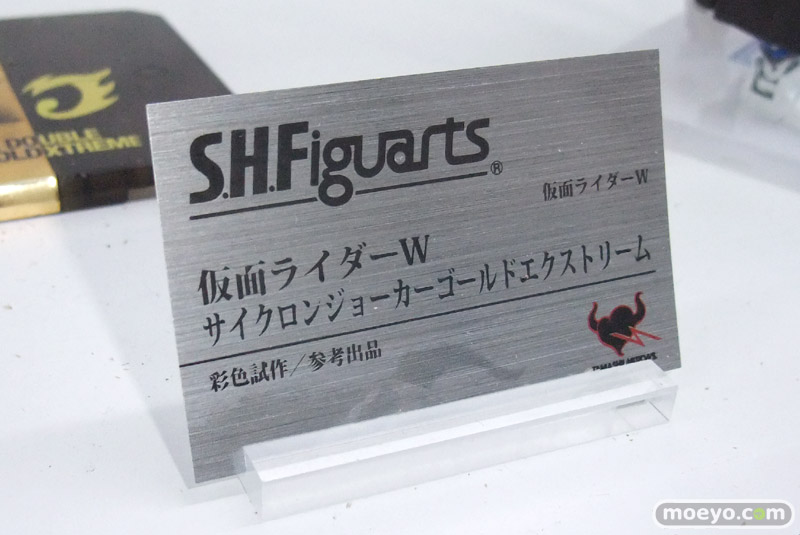 DOUBLE
OLDEXTREME
S.H.Figuarts®
仮面ライダーW
仮面ライダーW
サイクロンジョーカーゴールドエクストリーム
彩色試作／参考出品
moeyo.com